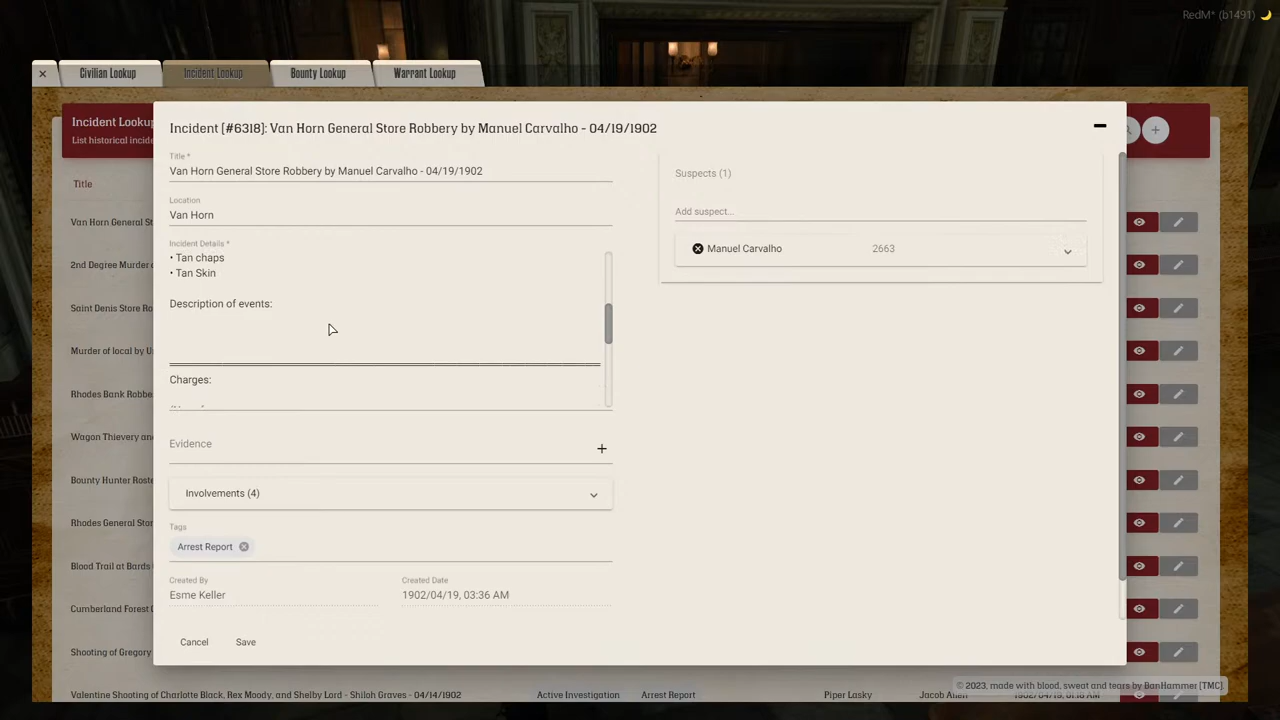 RedM* (b1491)
Civilian Lookup
Incident Lookup
Bounty Lookup
Warrant Lookup
Incident Lookup
List historical incide
Title
Van Horn General St
2nd Degree Murder
Saint Denis Store Ro
Murder of local by U
Rhodes Bank Robbe
Wagon Thievery an
Bounty Hunter Rost
Rhodes General Stor
Blood Trail at Bards
Cumberland Forest
Shooting of Gregory
Valentine Shooting of Charlotte Black, Rex Moody, and Shelby Lord - Shiloh Graves - 04/14/1902
Active Investigation
Arrest Report
Piper Lasky
Jacob Allen
Incident [#6318]: Van Horn General Store Robbery by Manuel Carvalho - 04/19/1902
Title *
Van Horn General Store Robbery by Manuel Carvalho - 04/19/1902
Location
Van Horn
Incident Details *
• Tan chaps
• Tan Skin
Description of events:
Charges:
Evidence
Involvements (4)
Tags
Arrest Report
Created By
Esme Keller
Created Date
1902/04/19, 03:36 AM
Cancel
Save
Suspects (1)
Add suspect...
Manuel Carvalho
2663
© 2023, made with blood, sweat and tears by BanHammer [TMC].